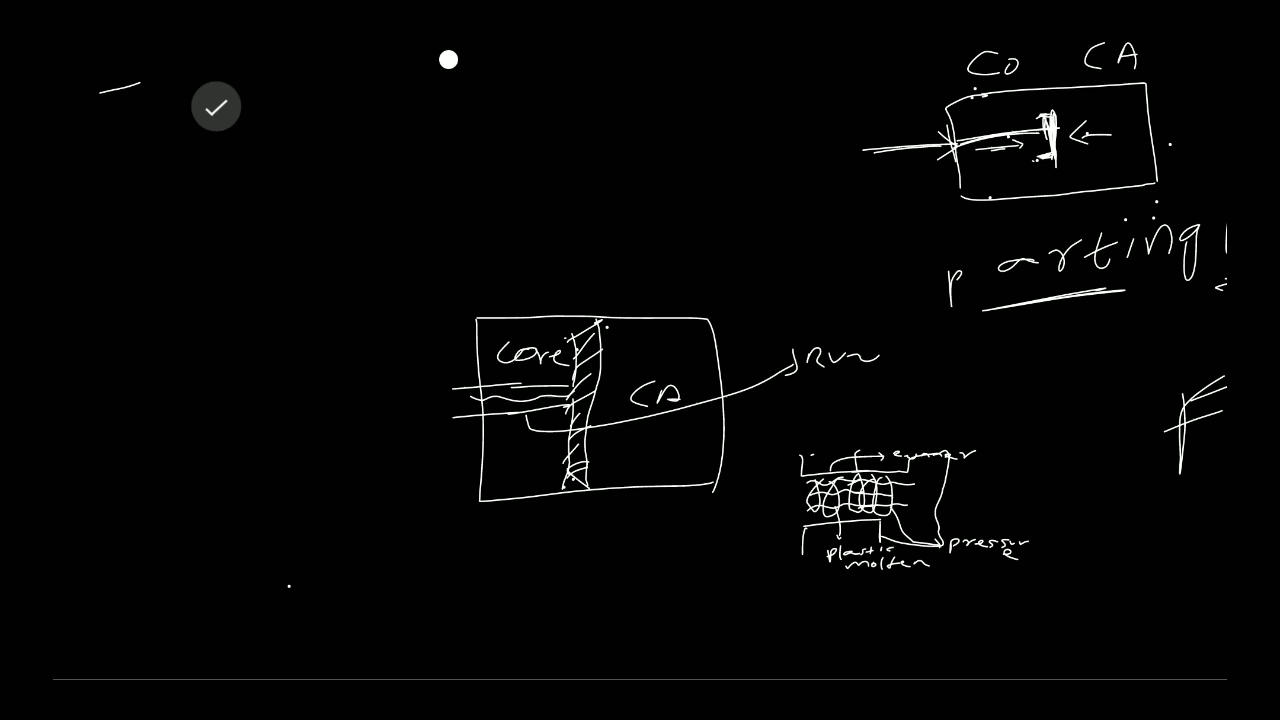 Co CA
parting
Core
CA
Run
pressure
plastic
molten